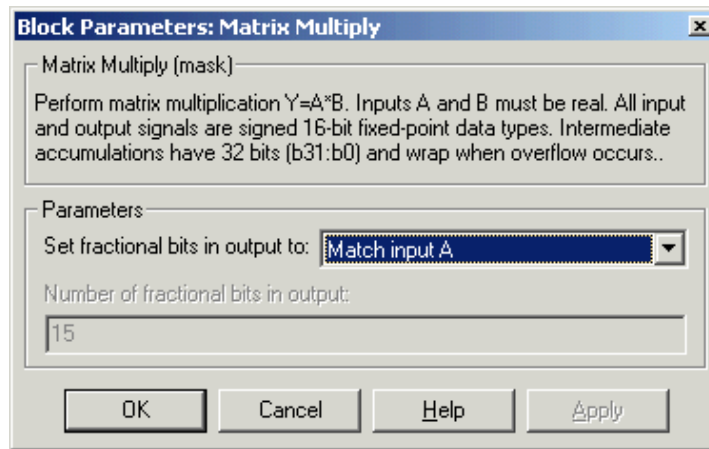 Block Parameters: Matrix Multiply
Matrix Multiply (mask)
Perform matrix multiplication Y=A*B. Inputs A and B must be real. All input
and output signals are signed 16-bit fixed-point data types. Intermediate
accumulations have 32 bits (b31:b0) and wrap when overflow occurs..
Parameters
Set fractional bits in output to: Match input A
Number of fractional bits in output:
15
OK Cancel Help Apply